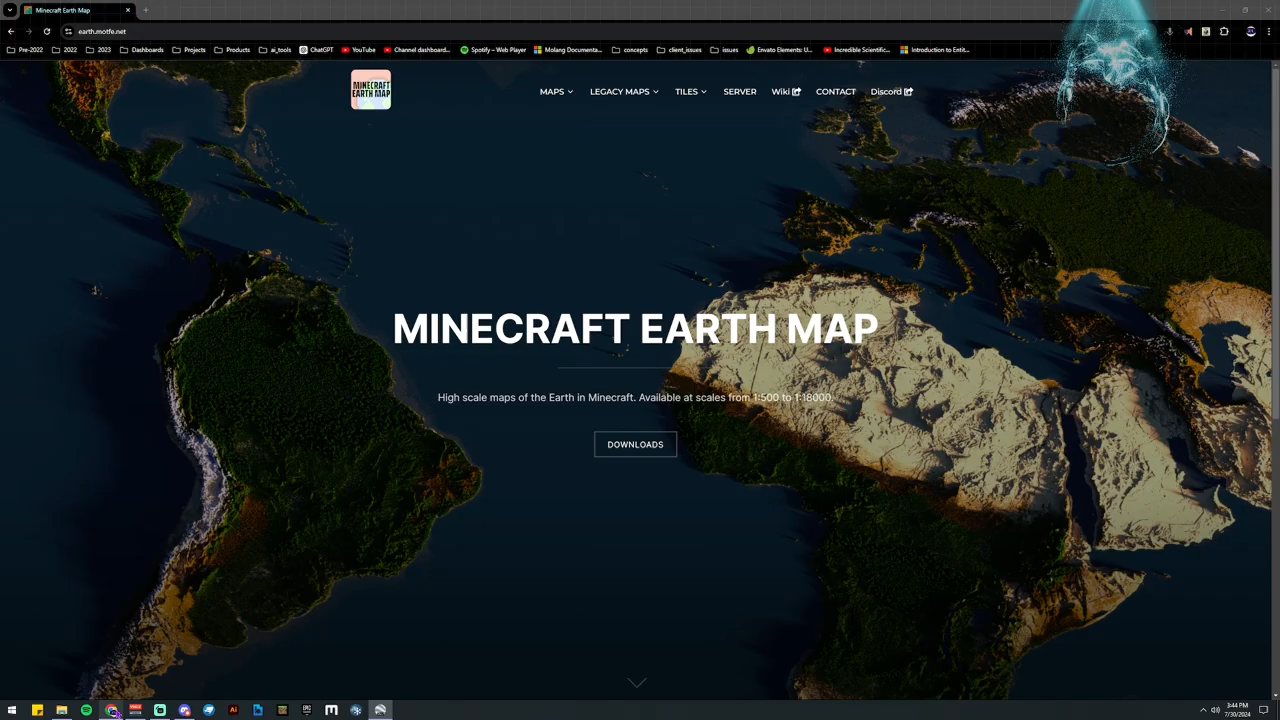 Minecraft Earth Map
earth.motfe.net
Pre-2022
2022
2023
Dashboards
Projects
Products
ai_tools
ChatGPT
YouTube
Channel dashboard...
Spotify – Web Player
Molang Documenta...
concepts
client_issues
issues
Envato Elements: U...
Incredible Scientific...
Introduction to Entit...
MINECRAFT
EARTH MAP
MAPS
LEGACY MAPS
TILES
SERVER
Wiki
CONTACT
Discord
MINECRAFT EARTH MAP
High scale maps of the Earth in Minecraft. Available at scales from 1:500 to 1:18000.
DOWNLOADS
Ai
3:44 PM
7/30/2024